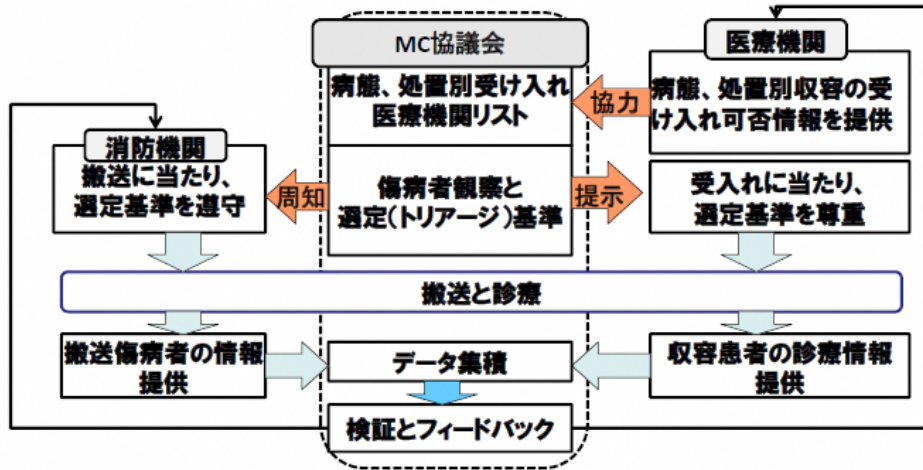 MC協議会
医療機関
病態、処置別受け入れ
医療機関リスト
協力
病態、処置別収容の受
け入れ可否情報を提供
消防機関
搬送に当たり、
選定基準を遵守
周知
傷病者観察と
選定(トリアージ)基準
提示
受入れに当たり、
選定基準を尊重
搬送と診療
搬送傷病者の情報
提供
データ集積
収容患者の診療情報
提供
検証とフィードバック